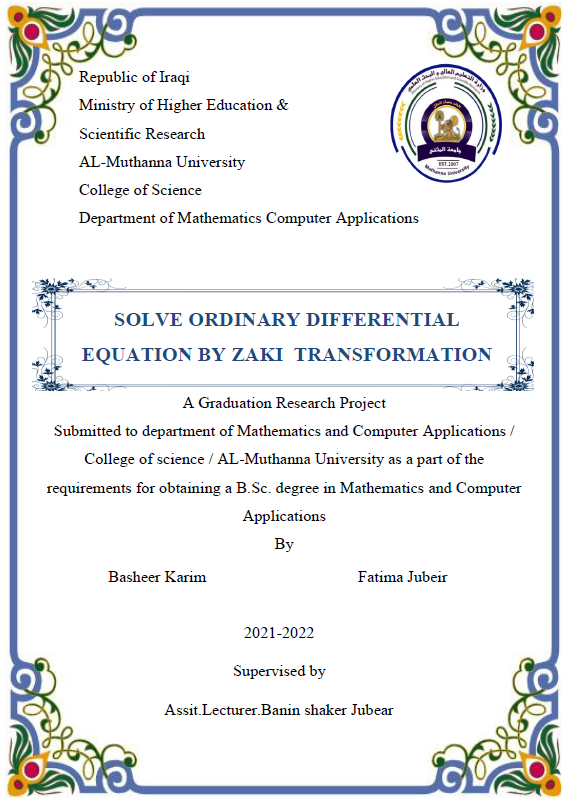 Republic of Iraqi
Ministry of Higher Education &
Scientific Research
AL-Muthanna University
College of Science
Department of Mathematics Computer Applications
وزارة التعليم العالي و البحث العلمي
جامعة المثنى
EST.2007
Muthanna University
SOLVE ORDINARY DIFFERENTIAL
EQUATION BY ZAKI TRANSFORMATION
A Graduation Research Project
Submitted to department of Mathematics and Computer Applications /
College of science / AL-Muthanna University as a part of the
requirements for obtaining a B.Sc. degree in Mathematics and Computer
Applications
By
Basheer Karim Fatima Jubeir
2021-2022
Supervised by
Assit.Lecturer.Banin shaker Jubear